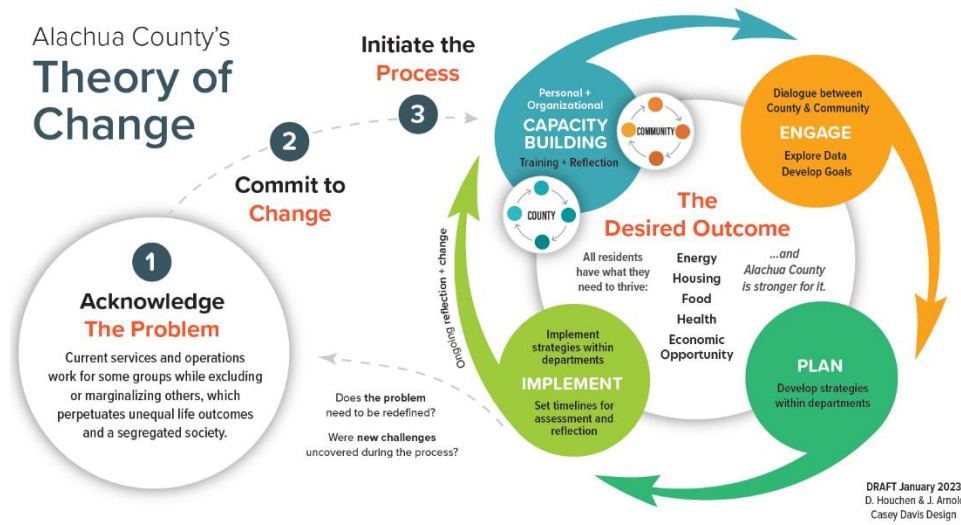 Alachua County's
Theory of
Change
1
Acknowledge
The Problem
Current services and operations
work for some groups while excluding
or marginalizing others, which
perpetuates unequal life outcomes
and a segregated society.
2
Commit to
Change
Initiate the
Process
3
Personal +
Organizational
CAPACITY
BUILDING
Training + Reflection
COMMUNITY
COUNTY
Dialogue between
County & Community
ENGAGE
Explore Data
Develop Goals
The
Desired Outcome
All residents
have what they
need to thrive:
Energy
Housing
Food
Health
Economic
Opportunity
...and
Alachua County
is stronger for it.
PLAN
Develop strategies
within departments
Implement
strategies within
departments
IMPLEMENT
Set timelines for
assessment and
reflection
Ongoing reflection + change
Does the problem
need to be redefined?
Were new challenges
uncovered during the process?
DRAFT January 2023
D. Houchen & J. Arnold
Casey Davis Design